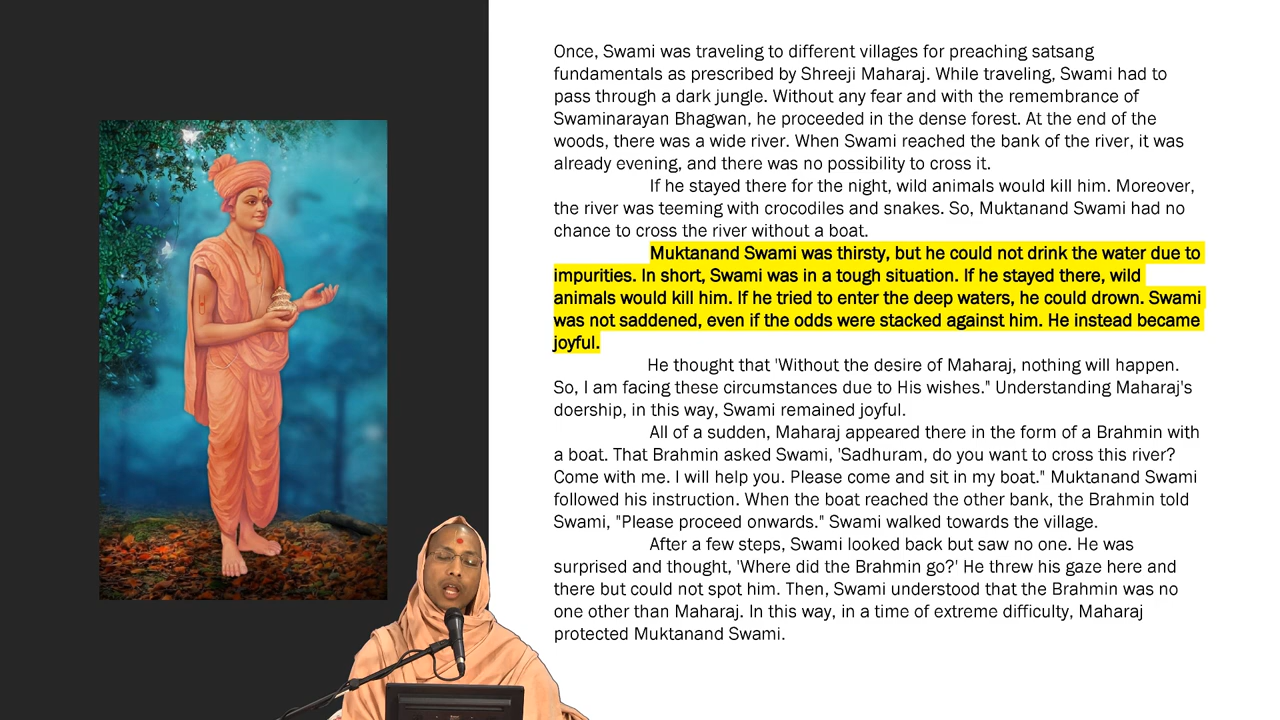 Once, Swami was traveling to different villages for preaching satsang
fundamentals as prescribed by Shreeji Maharaj. While traveling, Swami had to
pass through a dark jungle. Without any fear and with the remembrance of
Swaminarayan Bhagwan, he proceeded in the dense forest. At the end of the
woods, there was a wide river. When Swami reached the bank of the river, it was
already evening, and there was no possibility to cross it.
If he stayed there for the night, wild animals would kill him. Moreover,
the river was teeming with crocodiles and snakes. So, Muktanand Swami had no
chance to cross the river without a boat.
Muktanand Swami was thirsty, but he could not drink the water due to
impurities. In short, Swami was in a tough situation. If he stayed there, wild
animals would kill him. If he tried to enter the deep waters, he could drown. Swami
was not saddened, even if the odds were stacked against him. He instead became
joyful.
He thought that 'Without the desire of Maharaj, nothing will happen.
So, I am facing these circumstances due to His wishes." Understanding Maharaj's
doership, in this way, Swami remained joyful.
All of a sudden, Maharaj appeared there in the form of a Brahmin with
a boat. That Brahmin asked Swami, 'Sadhuram, do you want to cross this river?
Come with me. I will help you. Please come and sit in my boat." Muktanand Swami
followed his instruction. When the boat reached the other bank, the Brahmin told
Swami, "Please proceed onwards." Swami walked towards the village.
After a few steps, Swami looked back but saw no one. He was
surprised and thought, 'Where did the Brahmin go?' He threw his gaze here and
there but could not spot him. Then, Swami understood that the Brahmin was no
one other than Maharaj. In this way, in a time of extreme difficulty, Maharaj
protected Muktanand Swami.